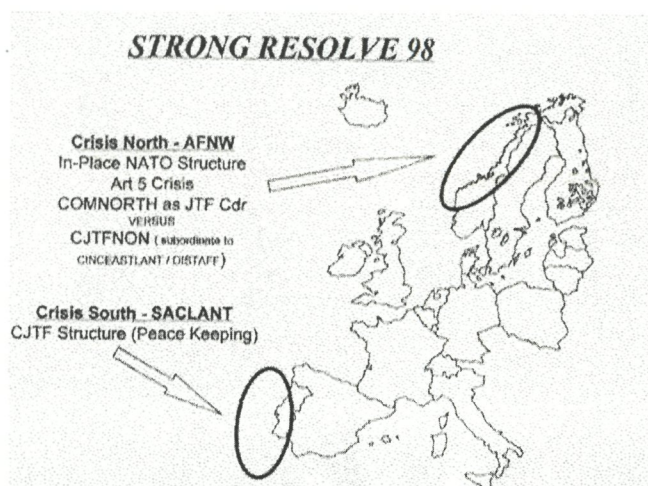 STRONG RESOLVE 98
Crisis North - AFNW
In-Place NATO Structure
Art 5 Crisis
COMNORTH as JTF Cdr
VERSUS
CJTFNON ( subordinate to
CINCEASTLANT / DISTAFF )
Crisis South - SACLANT
CJTF Structure (Peace Keeping)